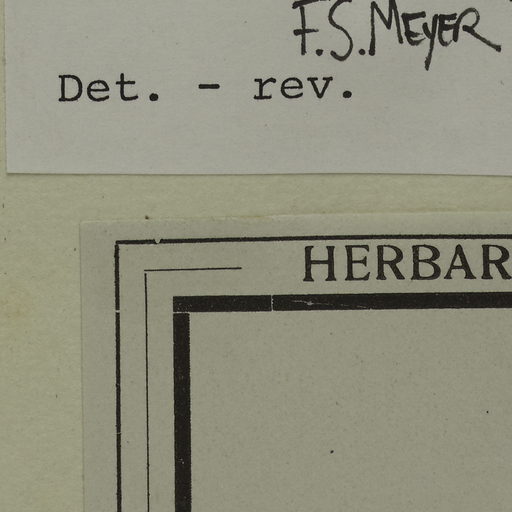 F.S. MEYER
Det. - rev.
HERBAR